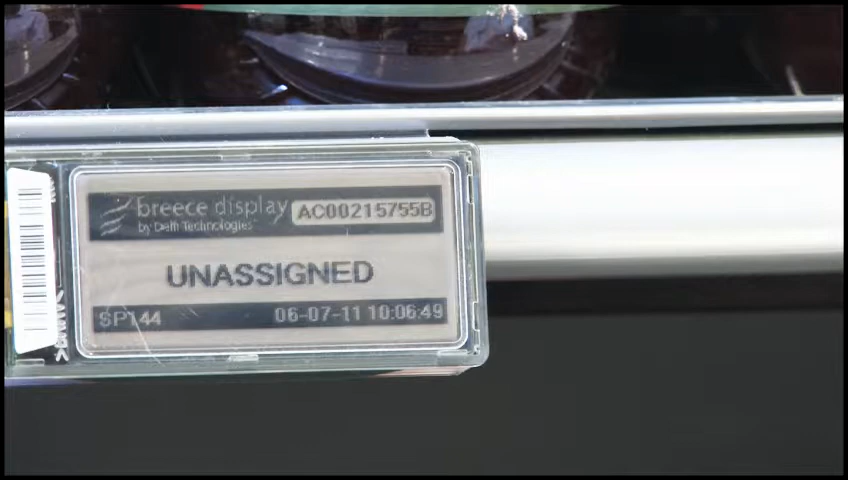 breece display AC00215755B
by Delfi Technologies
UNASSIGNED
SP144 06-07-11 10:06:49